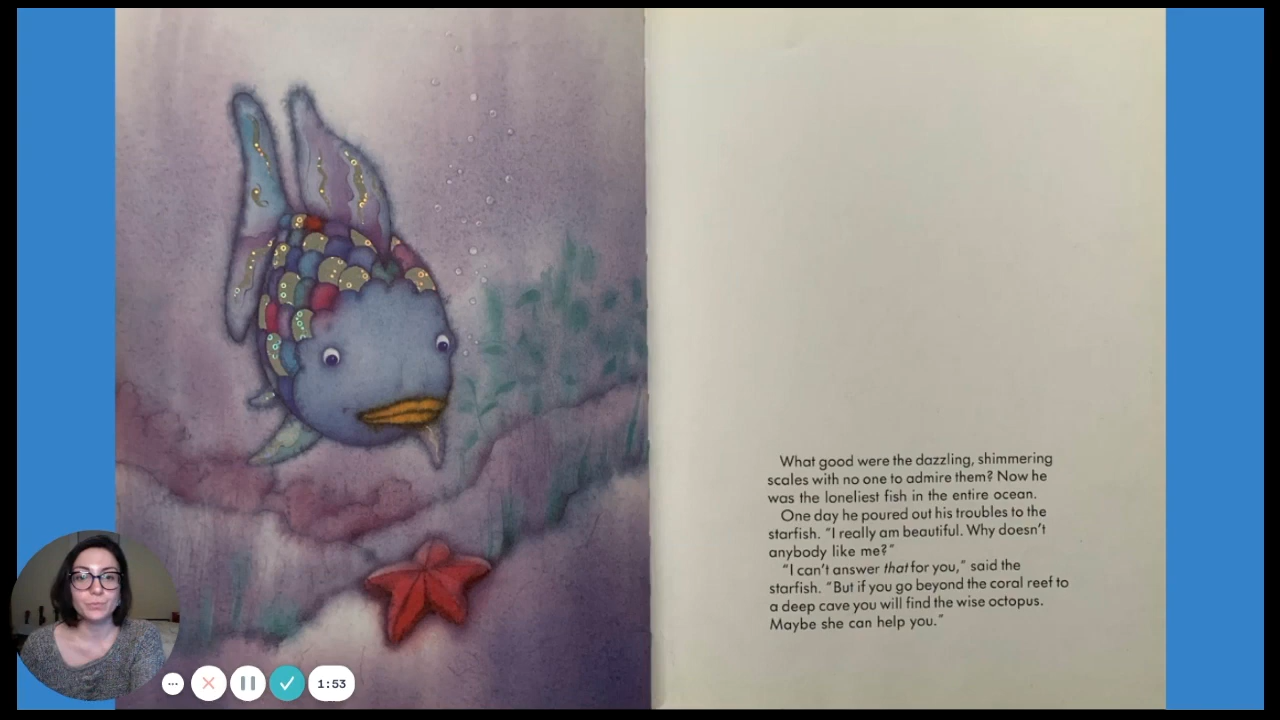 What good were the dazzling, shimmering
scales with no one to admire them? Now he
was the loneliest fish in the entire ocean.
One day he poured out his troubles to the
starfish. "I really am beautiful. Why doesn't
anybody like me?"
"I can't answer that for you," said the
starfish. "But if you go beyond the coral reef to
a deep cave you will find the wise octopus.
Maybe she can help you."
1:53